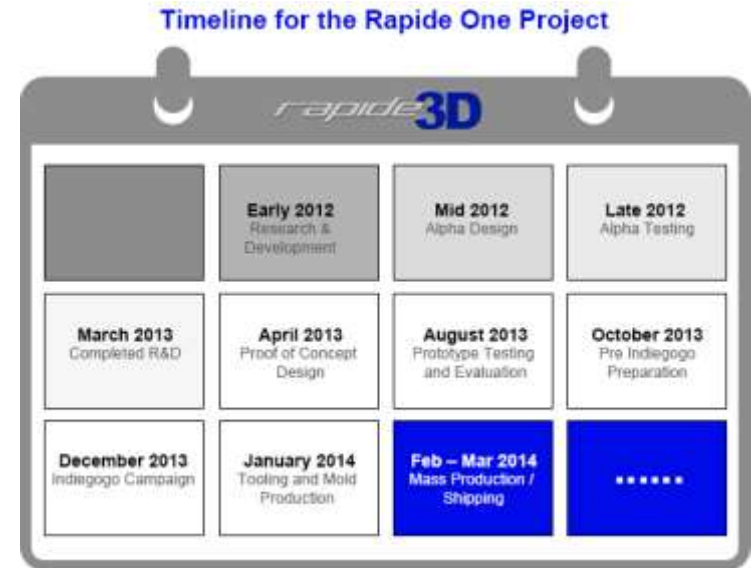 Timeline for the Rapide One Project
rapide3D
Early 2012
Research &
Development
Mid 2012
Alpha Design
Late 2012
Alpha Testing
March 2013
Completed R&D
April 2013
Proof of Concept
Design
August 2013
Prototype Testing
and Evaluation
October 2013
Pre Indiegogo
Preparation
December 2013
Indiegogo Campaign
January 2014
Tooling and Mold
Production
Feb – Mar 2014
Mass Production /
Shipping
......